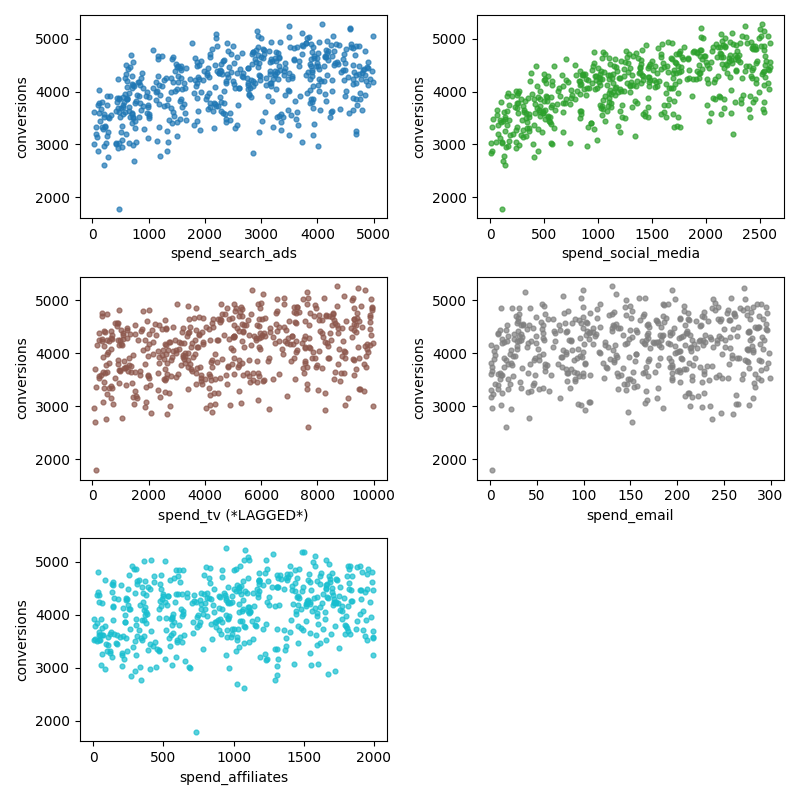 conversions
5000
4000
3000
2000
0 1000 2000 3000 4000 5000
spend_search_ads
conversions
5000
4000
3000
2000
0 500 1000 1500 2000 2500
spend_social_media
conversions
5000
4000
3000
2000
0 2000 4000 6000 8000 10000
spend_tv (*LAGGED*)
conversions
5000
4000
3000
2000
0 50 100 150 200 250 300
spend_email
conversions
5000
4000
3000
2000
0 500 1000 1500 2000
spend_affiliates